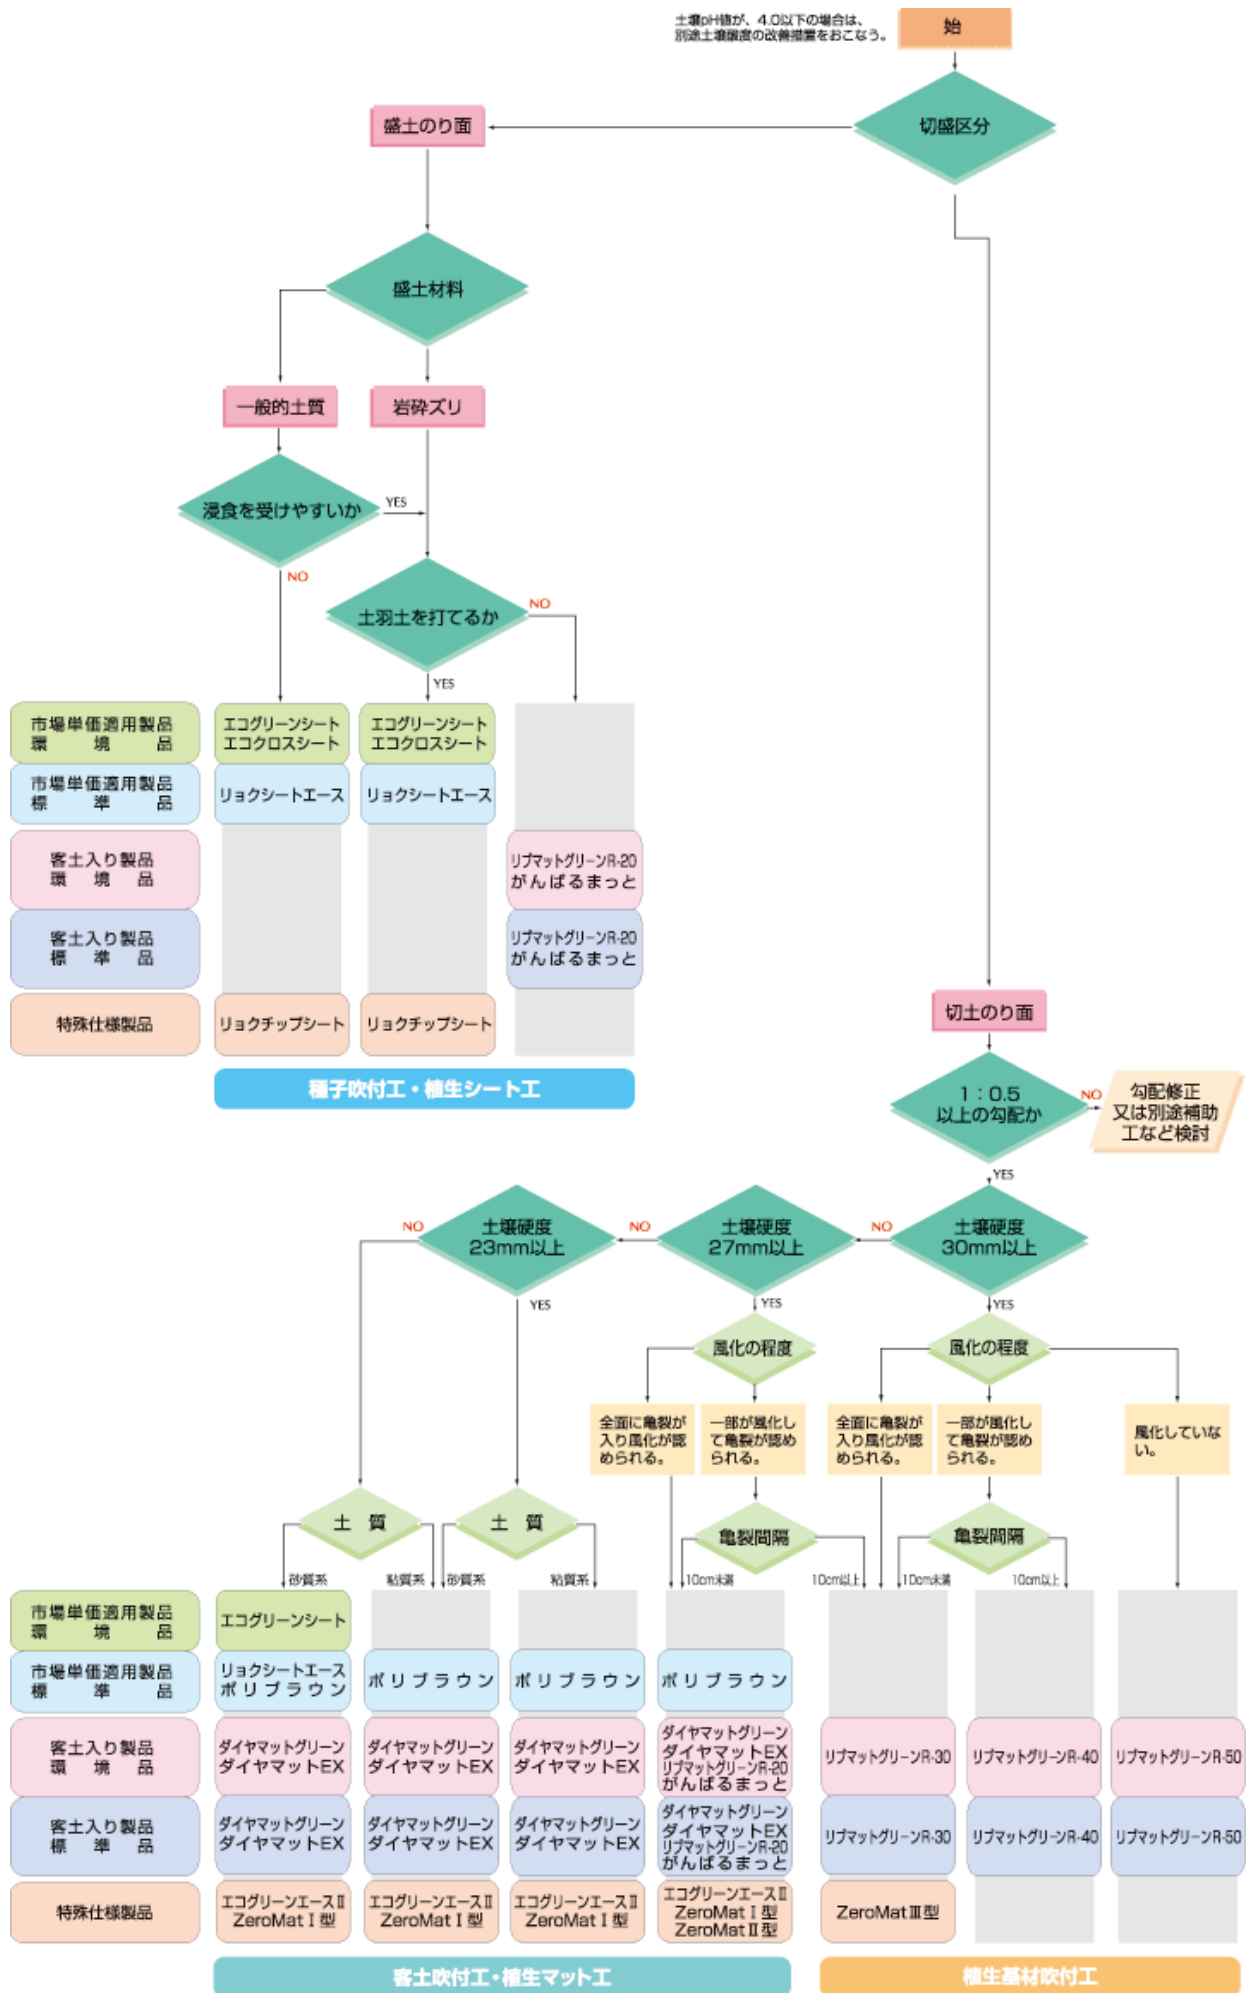 土壌pH値が、4.0以下の場合は、
別途土壌酸度の改善措置をおこなう。
始
切盛区分
盛土のり面
盛土材料
一般的土質
岩砕ズリ
浸食を受けやすいか
YES
NO
土羽土を打てるか
NO
YES
市場単価適用製品
環境品
エコグリーンシート
エコクロスシート
エコグリーンシート
エコクロスシート
市場単価適用製品
標準品
リョクシートエース
リョクシートエース
客土入り製品
環境品
リブマットグリーンR-20
がんばるまっと
客土入り製品
標準品
リブマットグリーンR-20
がんばるまっと
特殊仕様製品
リョクチップシート
リョクチップシート
種子吹付工・植生シート工
切土のり面
1：0.5
以上の勾配か
NO
勾配修正
又は別途補助
工など検討
YES
土壌硬度
30mm以上
NO
土壌硬度
27mm以上
NO
土壌硬度
23mm以上
NO
YES
YES
YES
風化の程度
風化の程度
全面に亀裂が
入り風化が認
められる。
一部が風化し
て亀裂が認め
られる。
全面に亀裂が
入り風化が認
められる。
一部が風化し
て亀裂が認め
られる。
風化していな
い。
土質
土質
亀裂間隔
亀裂間隔
砂質系
粘質系
砂質系
粘質系
10cm未満
10cm以上
10cm未満
10cm以上
市場単価適用製品
環境品
エコグリーンシート
市場単価適用製品
標準品
リョクシートエース
ポリブラウン
ポリブラウン
ポリブラウン
ポリブラウン
客土入り製品
環境品
ダイヤマットグリーン
ダイヤマットEX
ダイヤマットグリーン
ダイヤマットEX
ダイヤマットグリーン
ダイヤマットEX
ダイヤマットグリーン
ダイヤマットEX
リブマットグリーンR-20
がんばるまっと
リブマットグリーンR-30
リブマットグリーンR-40
リブマットグリーンR-50
客土入り製品
標準品
ダイヤマットグリーン
ダイヤマットEX
ダイヤマットグリーン
ダイヤマットEX
ダイヤマットグリーン
ダイヤマットEX
ダイヤマットグリーン
ダイヤマットEX
リブマットグリーンR-20
がんばるまっと
リブマットグリーンR-30
リブマットグリーンR-40
リブマットグリーンR-50
特殊仕様製品
エコグリーンエースⅡ
ZeroMatⅠ型
エコグリーンエースⅡ
ZeroMatⅠ型
エコグリーンエースⅡ
ZeroMatⅠ型
エコグリーンエースⅡ
ZeroMatⅠ型
ZeroMatⅡ型
ZeroMatⅢ型
客土吹付工・植生マット工
植生基材吹付工